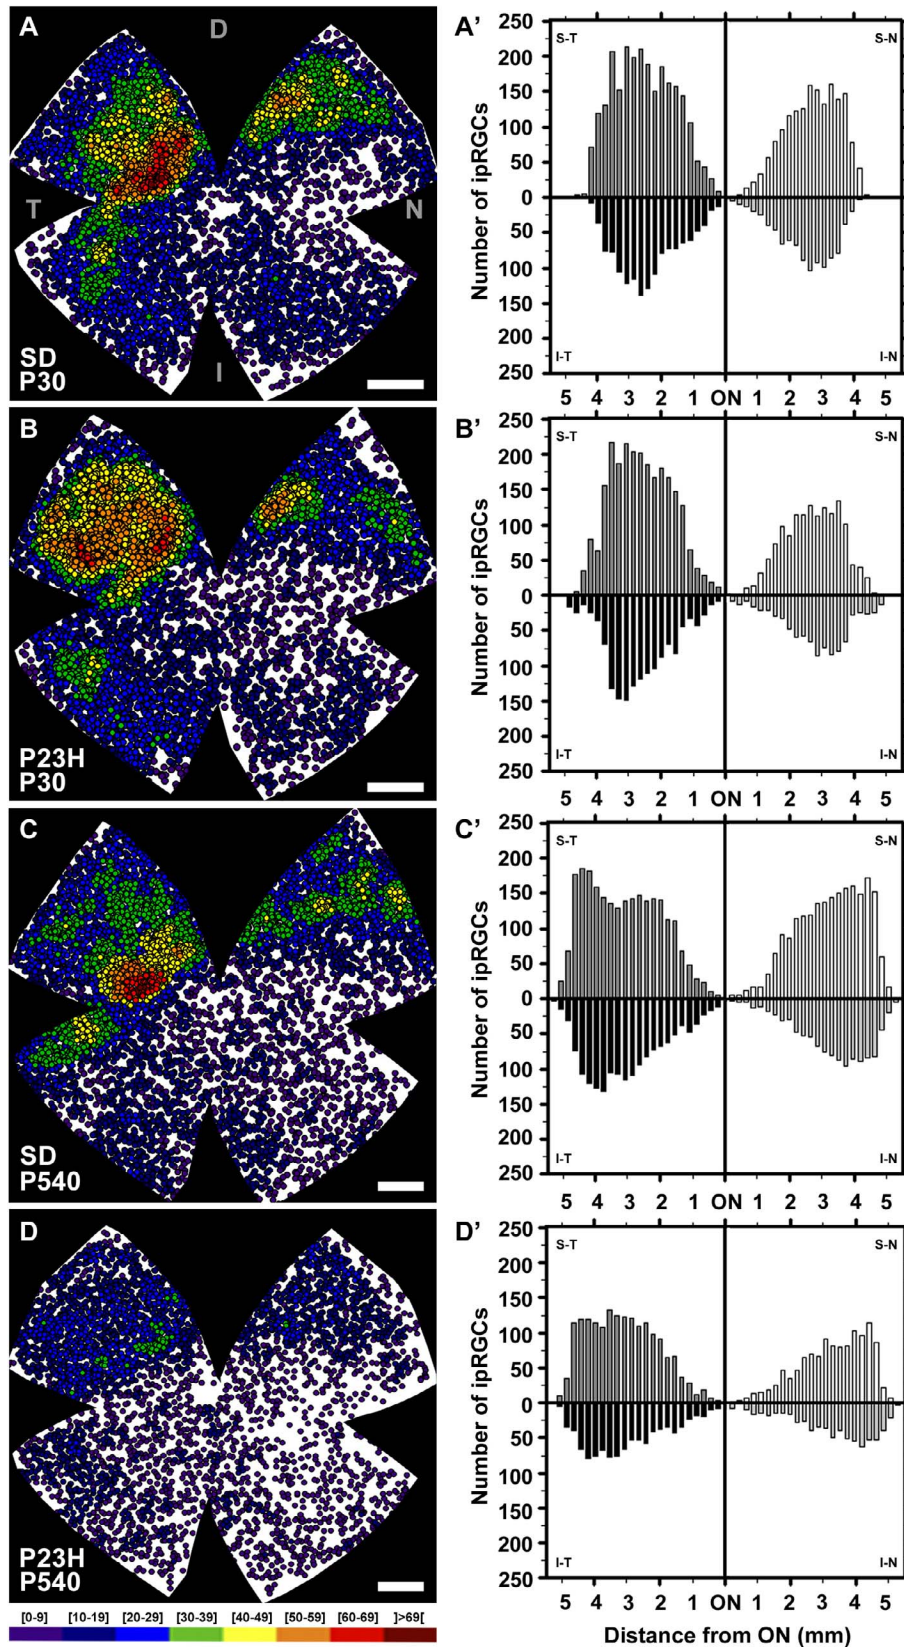 A
D
T
N
I
SD
P30
A'
S-T
S-N
250
200
150
100
50
0
50
100
150
200
250
I-T
I-N
Number of ipRGCs
5 4 3 2 1 ON 1 2 3 4 5
B
P23H
P30
B'
S-T
S-N
250
200
150
100
50
0
50
100
150
200
250
I-T
I-N
Number of ipRGCs
5 4 3 2 1 ON 1 2 3 4 5
C
SD
P540
C'
S-T
S-N
250
200
150
100
50
0
50
100
150
200
250
I-T
I-N
Number of ipRGCs
5 4 3 2 1 ON 1 2 3 4 5
D
P23H
P540
D'
S-T
S-N
250
200
150
100
50
0
50
100
150
200
250
I-T
I-N
Number of ipRGCs
5 4 3 2 1 ON 1 2 3 4 5
[0-9] [10-19] [20-29] [30-39] [40-49] [50-59] [60-69] ]>69[
Distance from ON (mm)